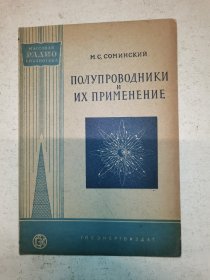 МАССОВАЯ
РАДИО
БИБЛИОТЕКА
М.С. СОМИНСКИЙ
ПОЛУПРОВОДНИКИ
И
ИХ ПРИМЕНЕНИЕ
ГОСЭНЕРГОИЗДАТ